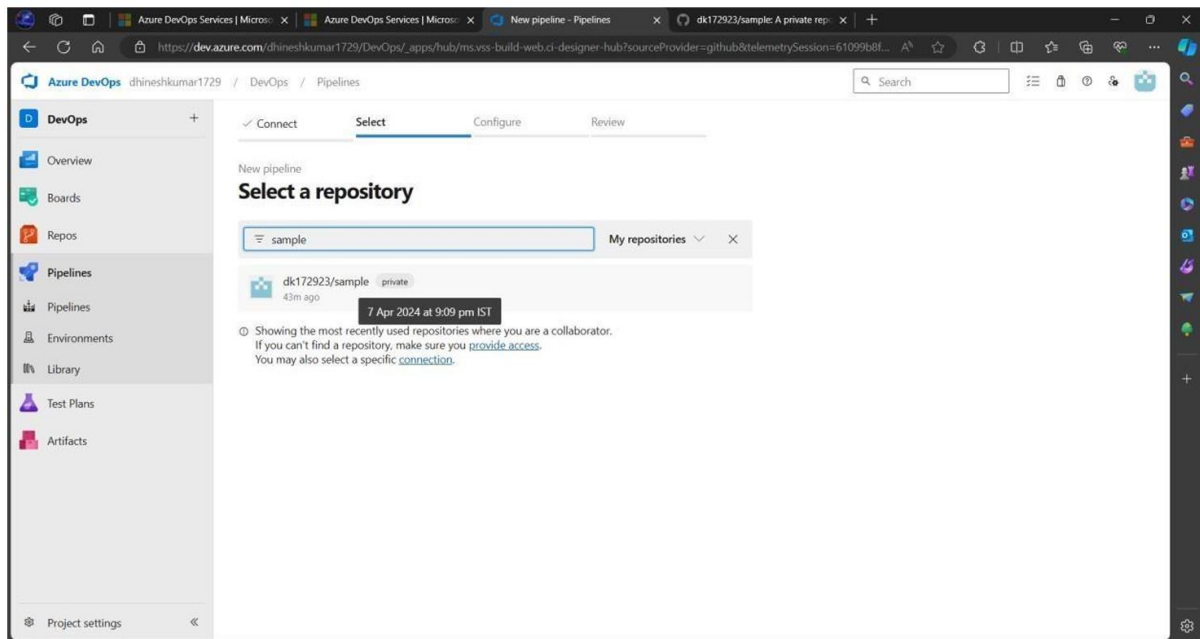 Azure DevOps Services | Microso
Azure DevOps Services | Microso
New pipeline - Pipelines
dk172923/sample: A private repo
https://dev.azure.com/dhineshkumar1729/DevOps/_apps/hub/ms.vss-build-web.ci-designer-hub?sourceProvider=github&telemetrySession=61099b8f...
Azure DevOps dhineshkumar1729 / DevOps / Pipelines
Search
D DevOps
Overview
Boards
Repos
Pipelines
Pipelines
Environments
Library
Test Plans
Artifacts
Project settings
Connect Select Configure Review
New pipeline
Select a repository
sample My repositories
dk172923/sample private
43m ago
7 Apr 2024 at 9:09 pm IST
Showing the most recently used repositories where you are a collaborator.
If you can't find a repository, make sure you provide access.
You may also select a specific connection.